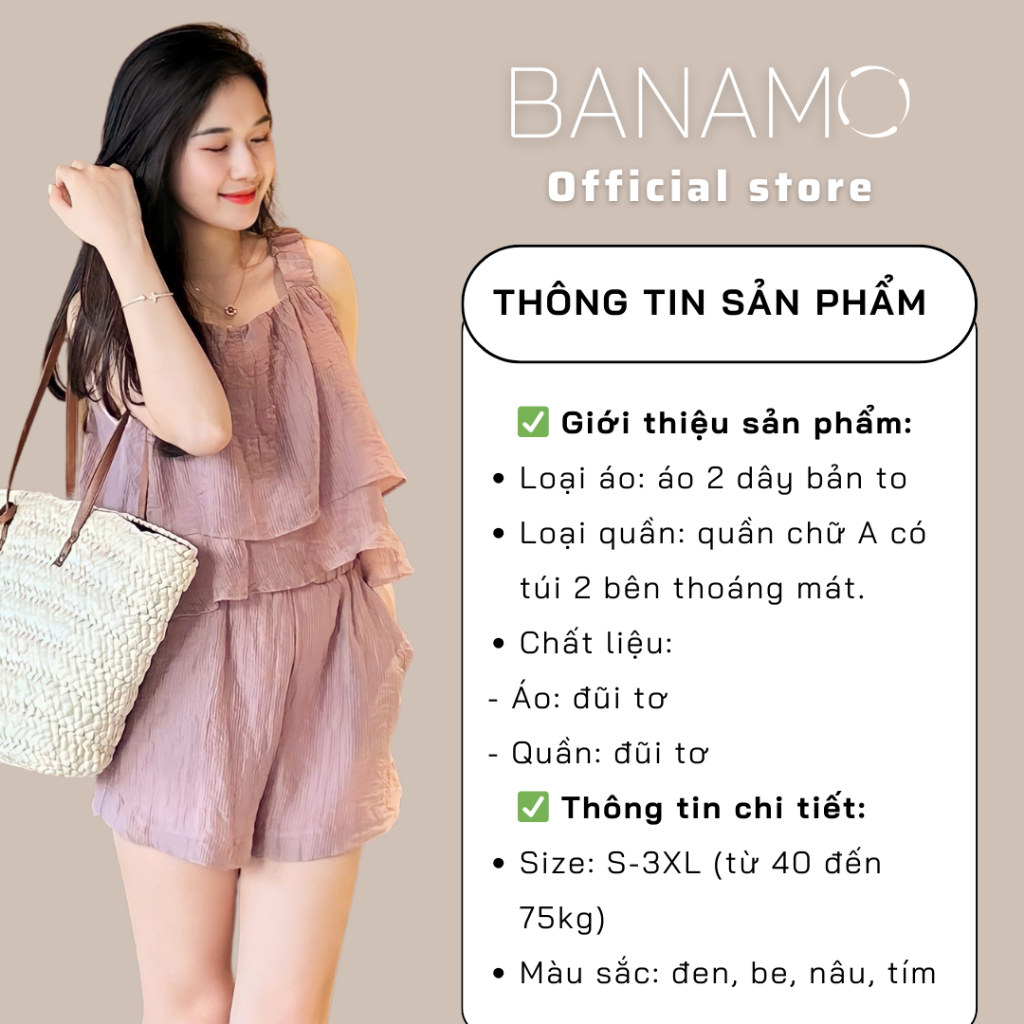 BANAMO
Official store
THÔNG TIN SẢN PHẨM
✅ Giới thiệu sản phẩm:
• Loại áo: áo 2 dây bản to
• Loại quần: quần chữ A có
túi 2 bên thoáng mát.
• Chất liệu:
- Áo: đũi tơ
- Quần: đũi tơ
✅ Thông tin chi tiết:
• Size: S-3XL (từ 40 đến
75kg)
• Màu sắc: đen, be, nâu, tím